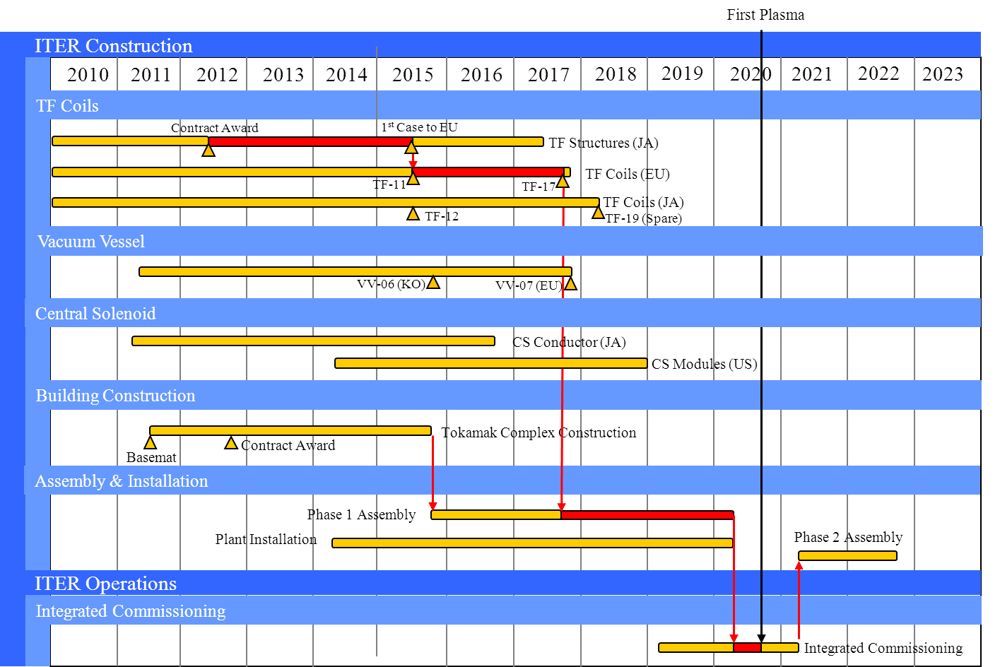 First Plasma
ITER Construction
2010 2011 2012 2013 2014 2015 2016 2017 2018 2019 2020 2021 2022 2023
TF Coils
Contract Award
1st Case to EU
TF Structures (JA)
TF Coils (EU)
TF-11
TF-17
TF Coils (JA)
TF-12
TF-19 (Spare)
Vacuum Vessel
VV-06 (KO)
VV-07 (EU)
Central Solenoid
CS Conductor (JA)
CS Modules (US)
Building Construction
Tokamak Complex Construction
Contract Award
Basemat
Assembly & Installation
Phase 1 Assembly
Plant Installation
Phase 2 Assembly
ITER Operations
Integrated Commissioning
Integrated Commissioning